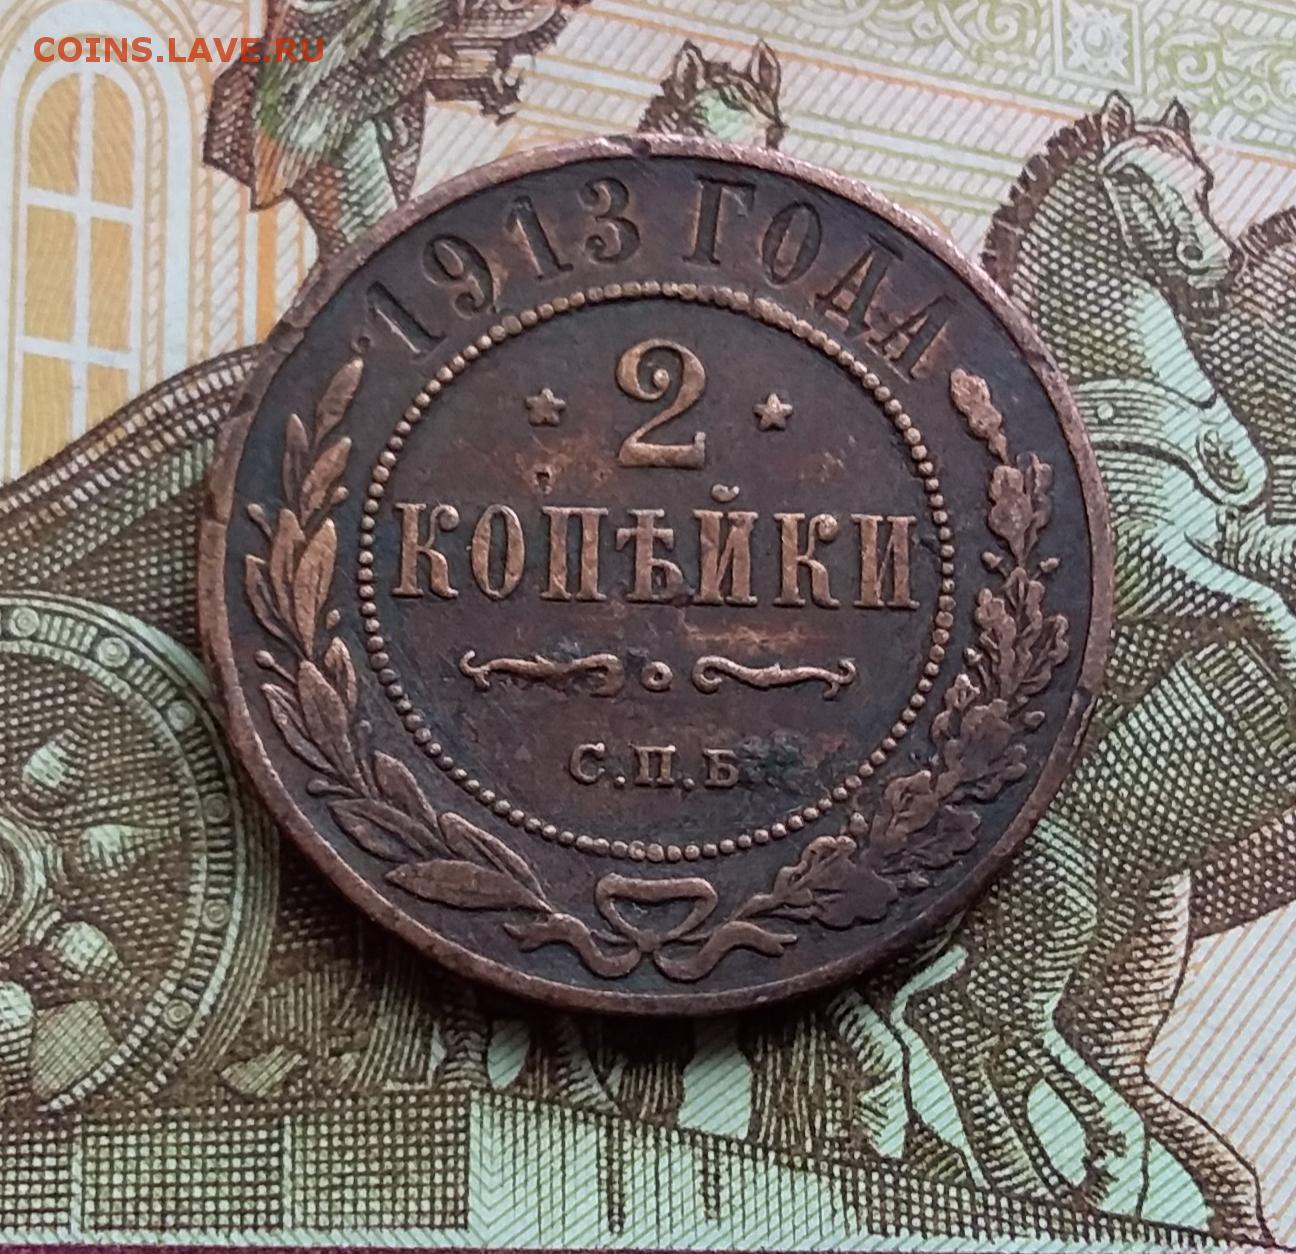 COINS.LAVE.RU
1913 ГОДА
2
КОПѢЙКИ
С.П.Б